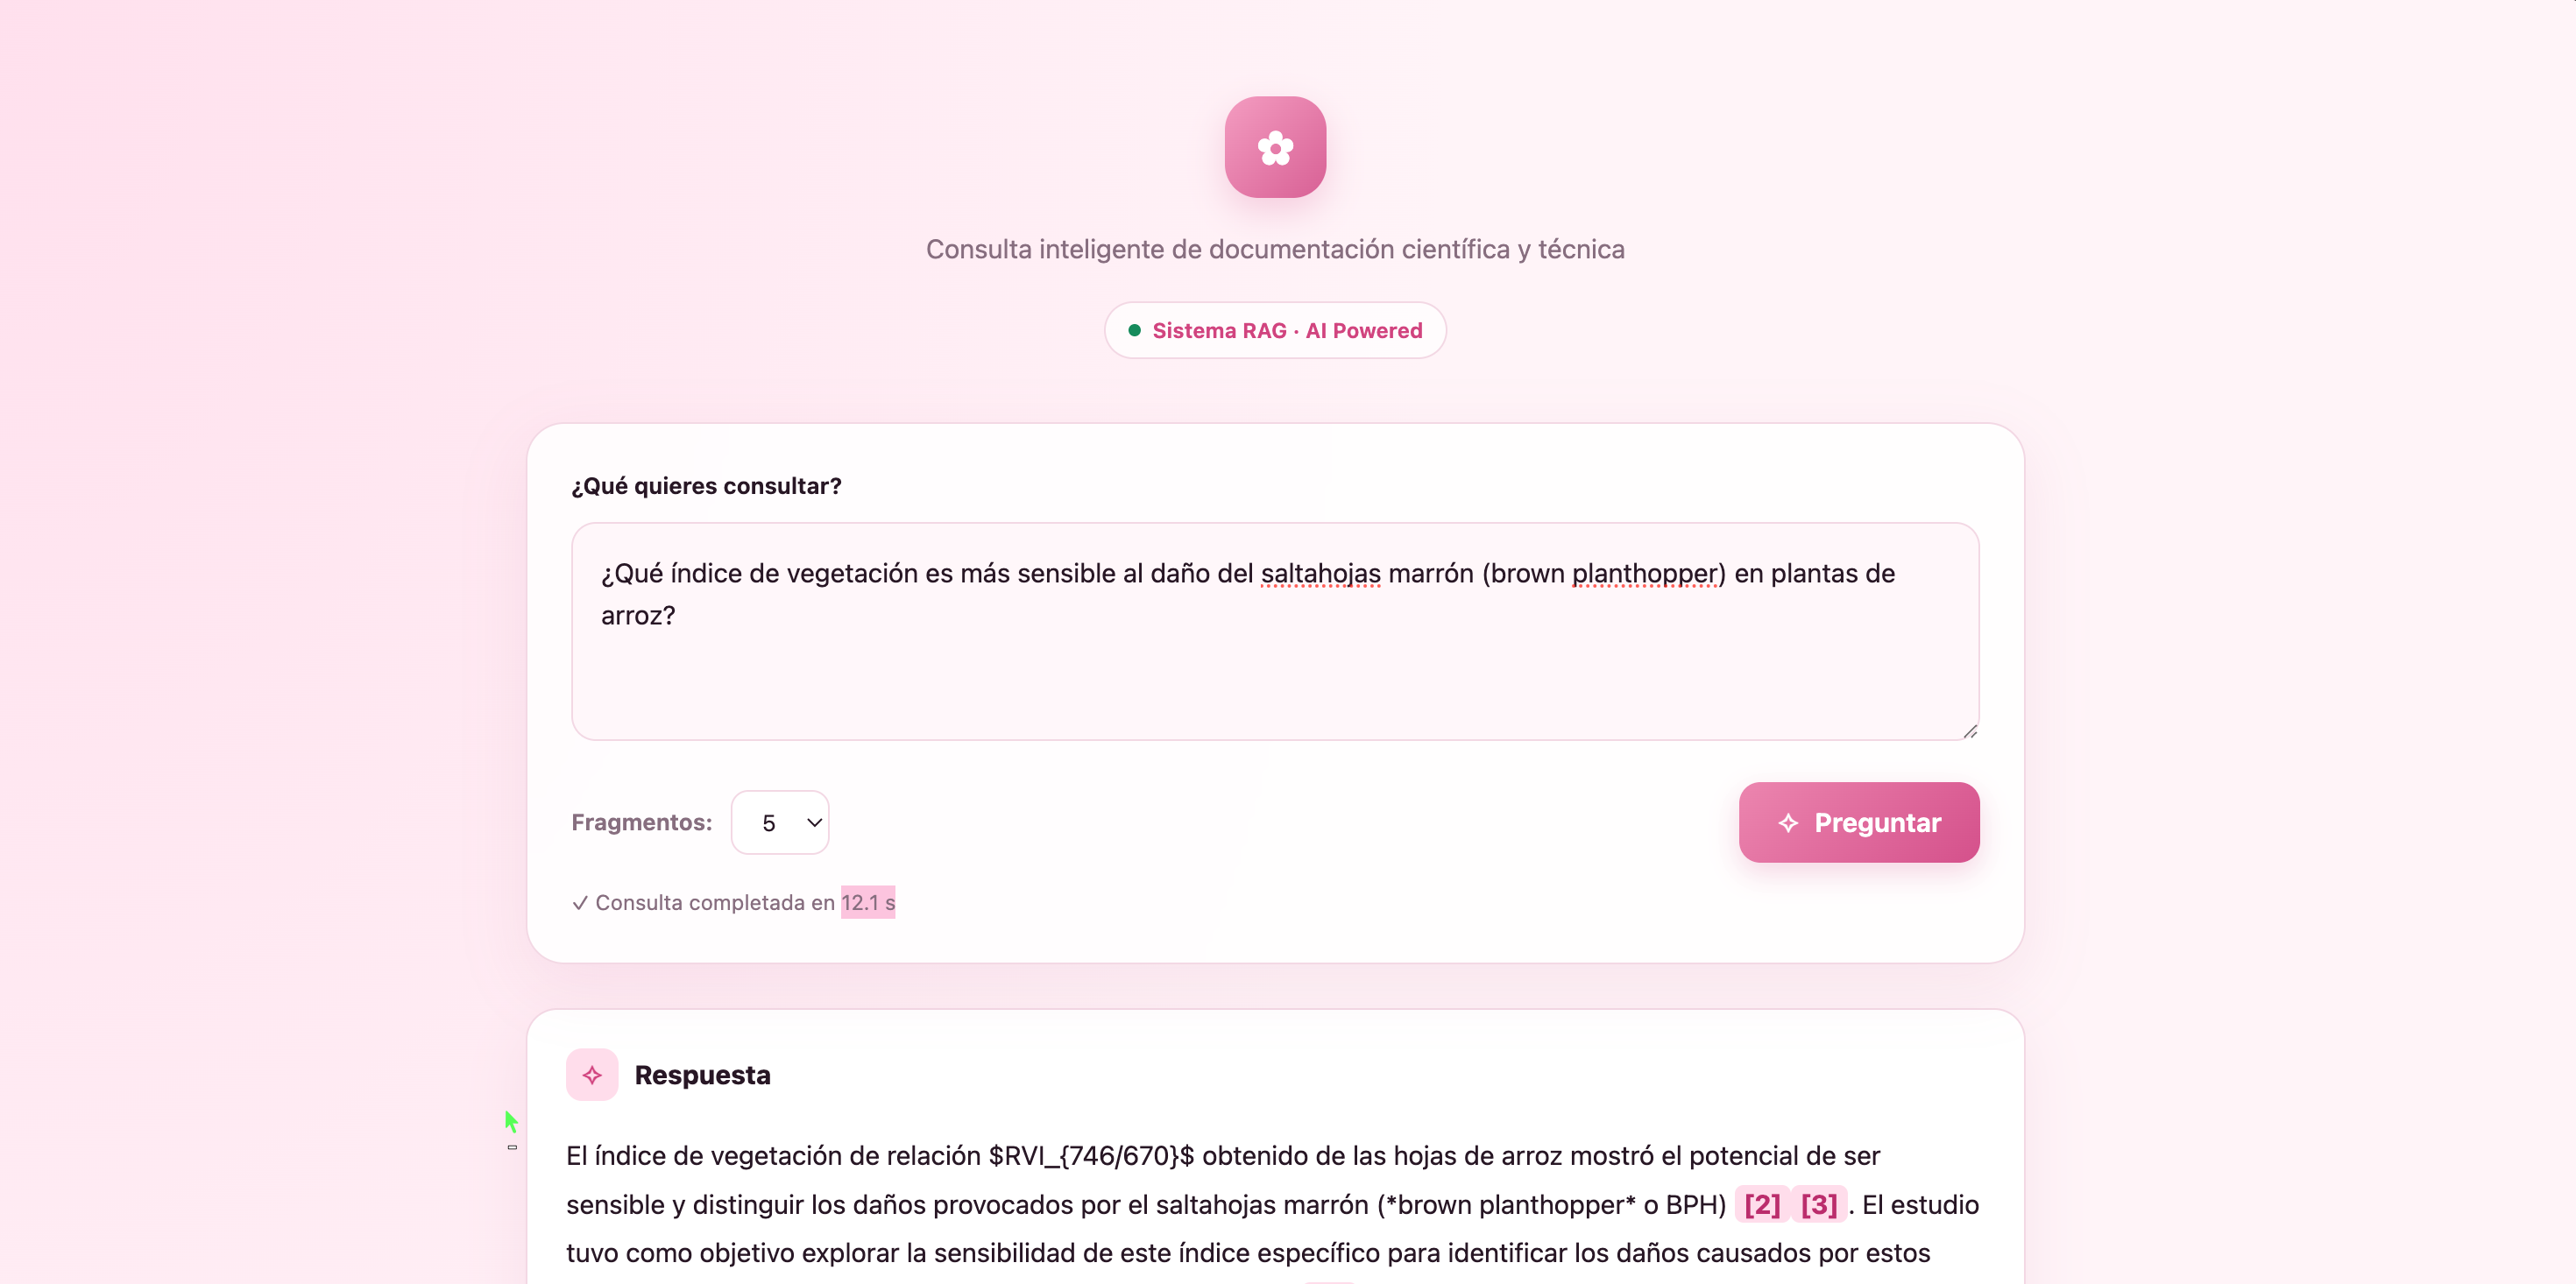 Consulta inteligente de documentación científica y técnica
Sistema RAG · AI Powered
¿Qué quieres consultar?
¿Qué índice de vegetación es más sensible al daño del saltahojas marrón (brown planthopper) en plantas de
arroz?
Fragmentos: 5
✧ Preguntar
✓ Consulta completada en 12.1 s
✧ Respuesta
El índice de vegetación de relación $RVI_{746/670}$ obtenido de las hojas de arroz mostró el potencial de ser
sensible y distinguir los daños provocados por el saltahojas marrón (*brown planthopper* o BPH) [2] [3]. El estudio
tuvo como objetivo explorar la sensibilidad de este índice específico para identificar los daños causados por estos